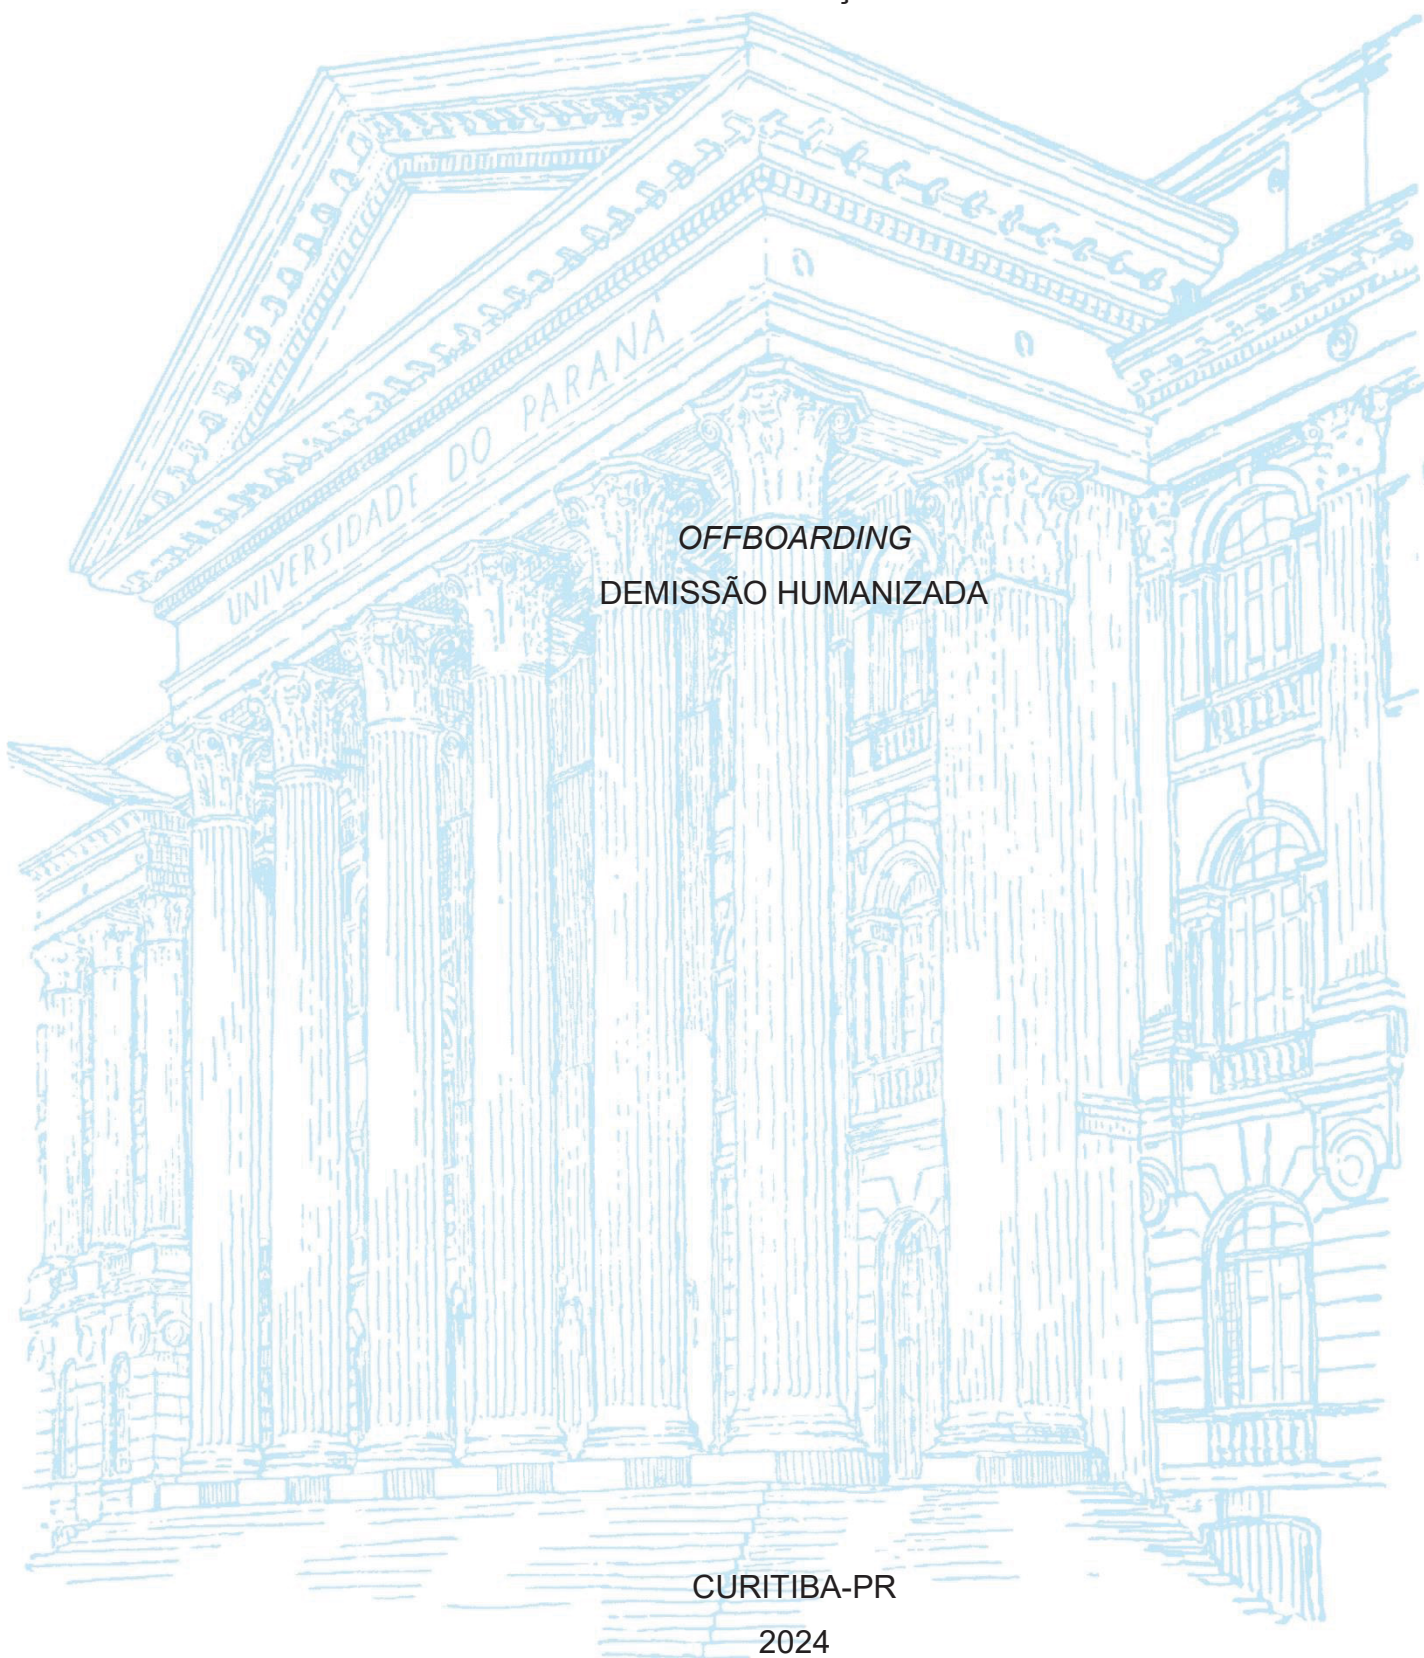 UNIVERSIDADE DO PARANÁ
OFFBOARDING
DEMISSÃO HUMANIZADA
CURITIBA-PR
2024